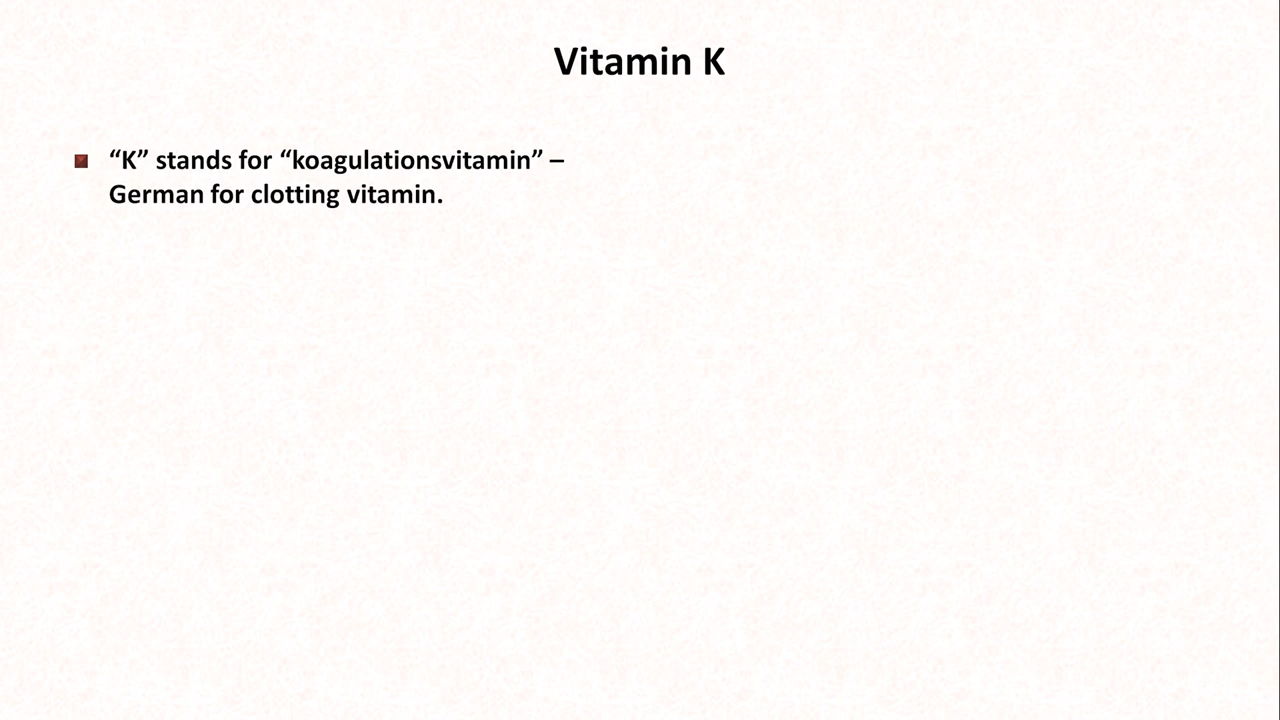 Vitamin K
“K” stands for “koagulationsvitamin” –
German for clotting vitamin.